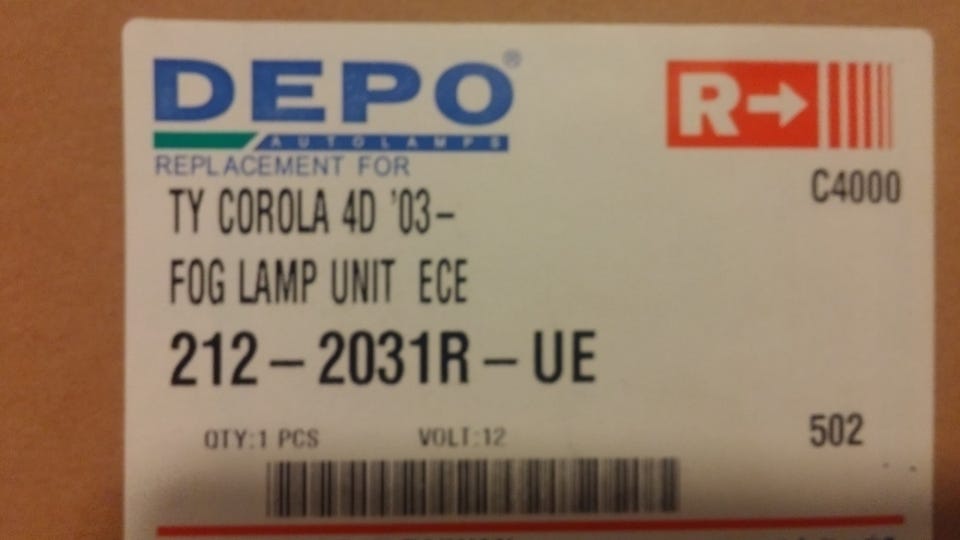 DEPO®
AUTOLAMPS
REPLACEMENT FOR
R→
C4000
TY COROLA 4D '03-
FOG LAMP UNIT ECE
212-2031R-UE
QTY:1 PCS VOLT:12
502